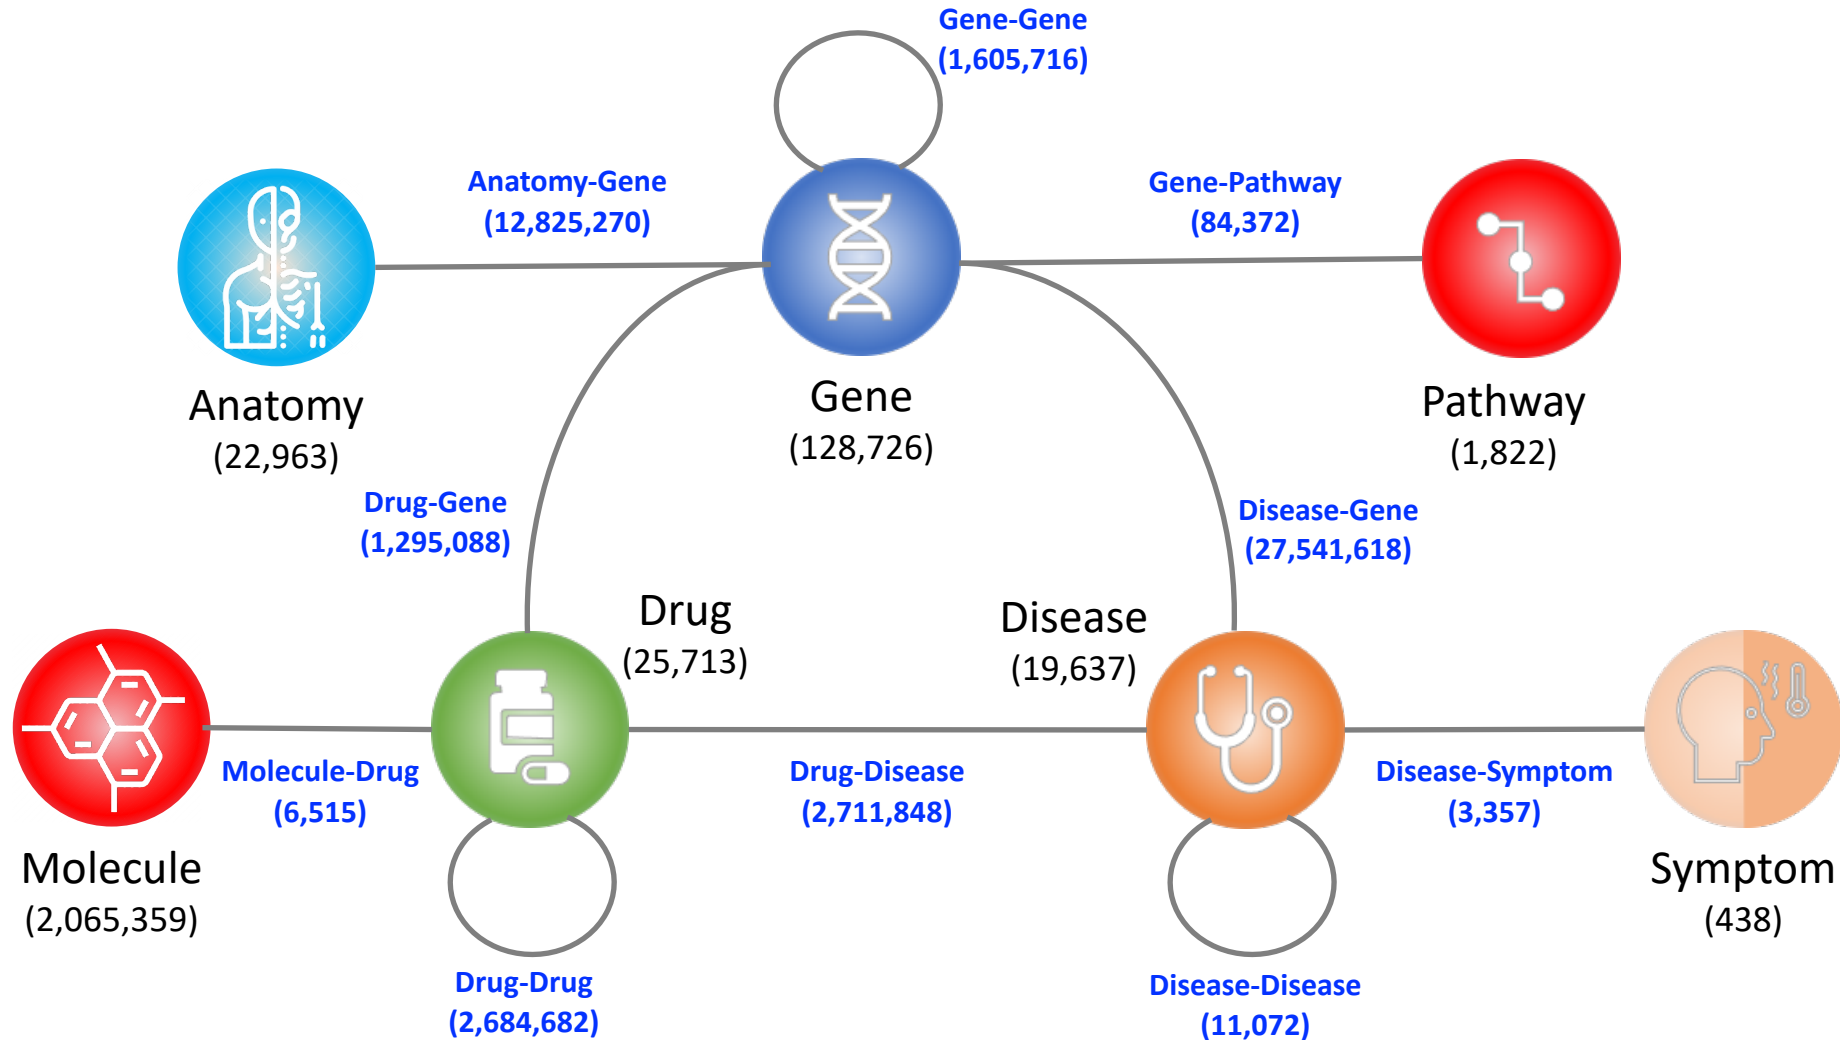 Gene-Gene
(1,605,716)
Anatomy-Gene
(12,825,270)
Gene-Pathway
(84,372)
Anatomy
(22,963)
Gene
(128,726)
Pathway
(1,822)
Drug-Gene
(1,295,088)
Disease-Gene
(27,541,618)
Drug
(25,713)
Disease
(19,637)
Molecule-Drug
(6,515)
Drug-Disease
(2,711,848)
Disease-Symptom
(3,357)
Molecule
(2,065,359)
Symptom
(438)
Drug-Drug
(2,684,682)
Disease-Disease
(11,072)